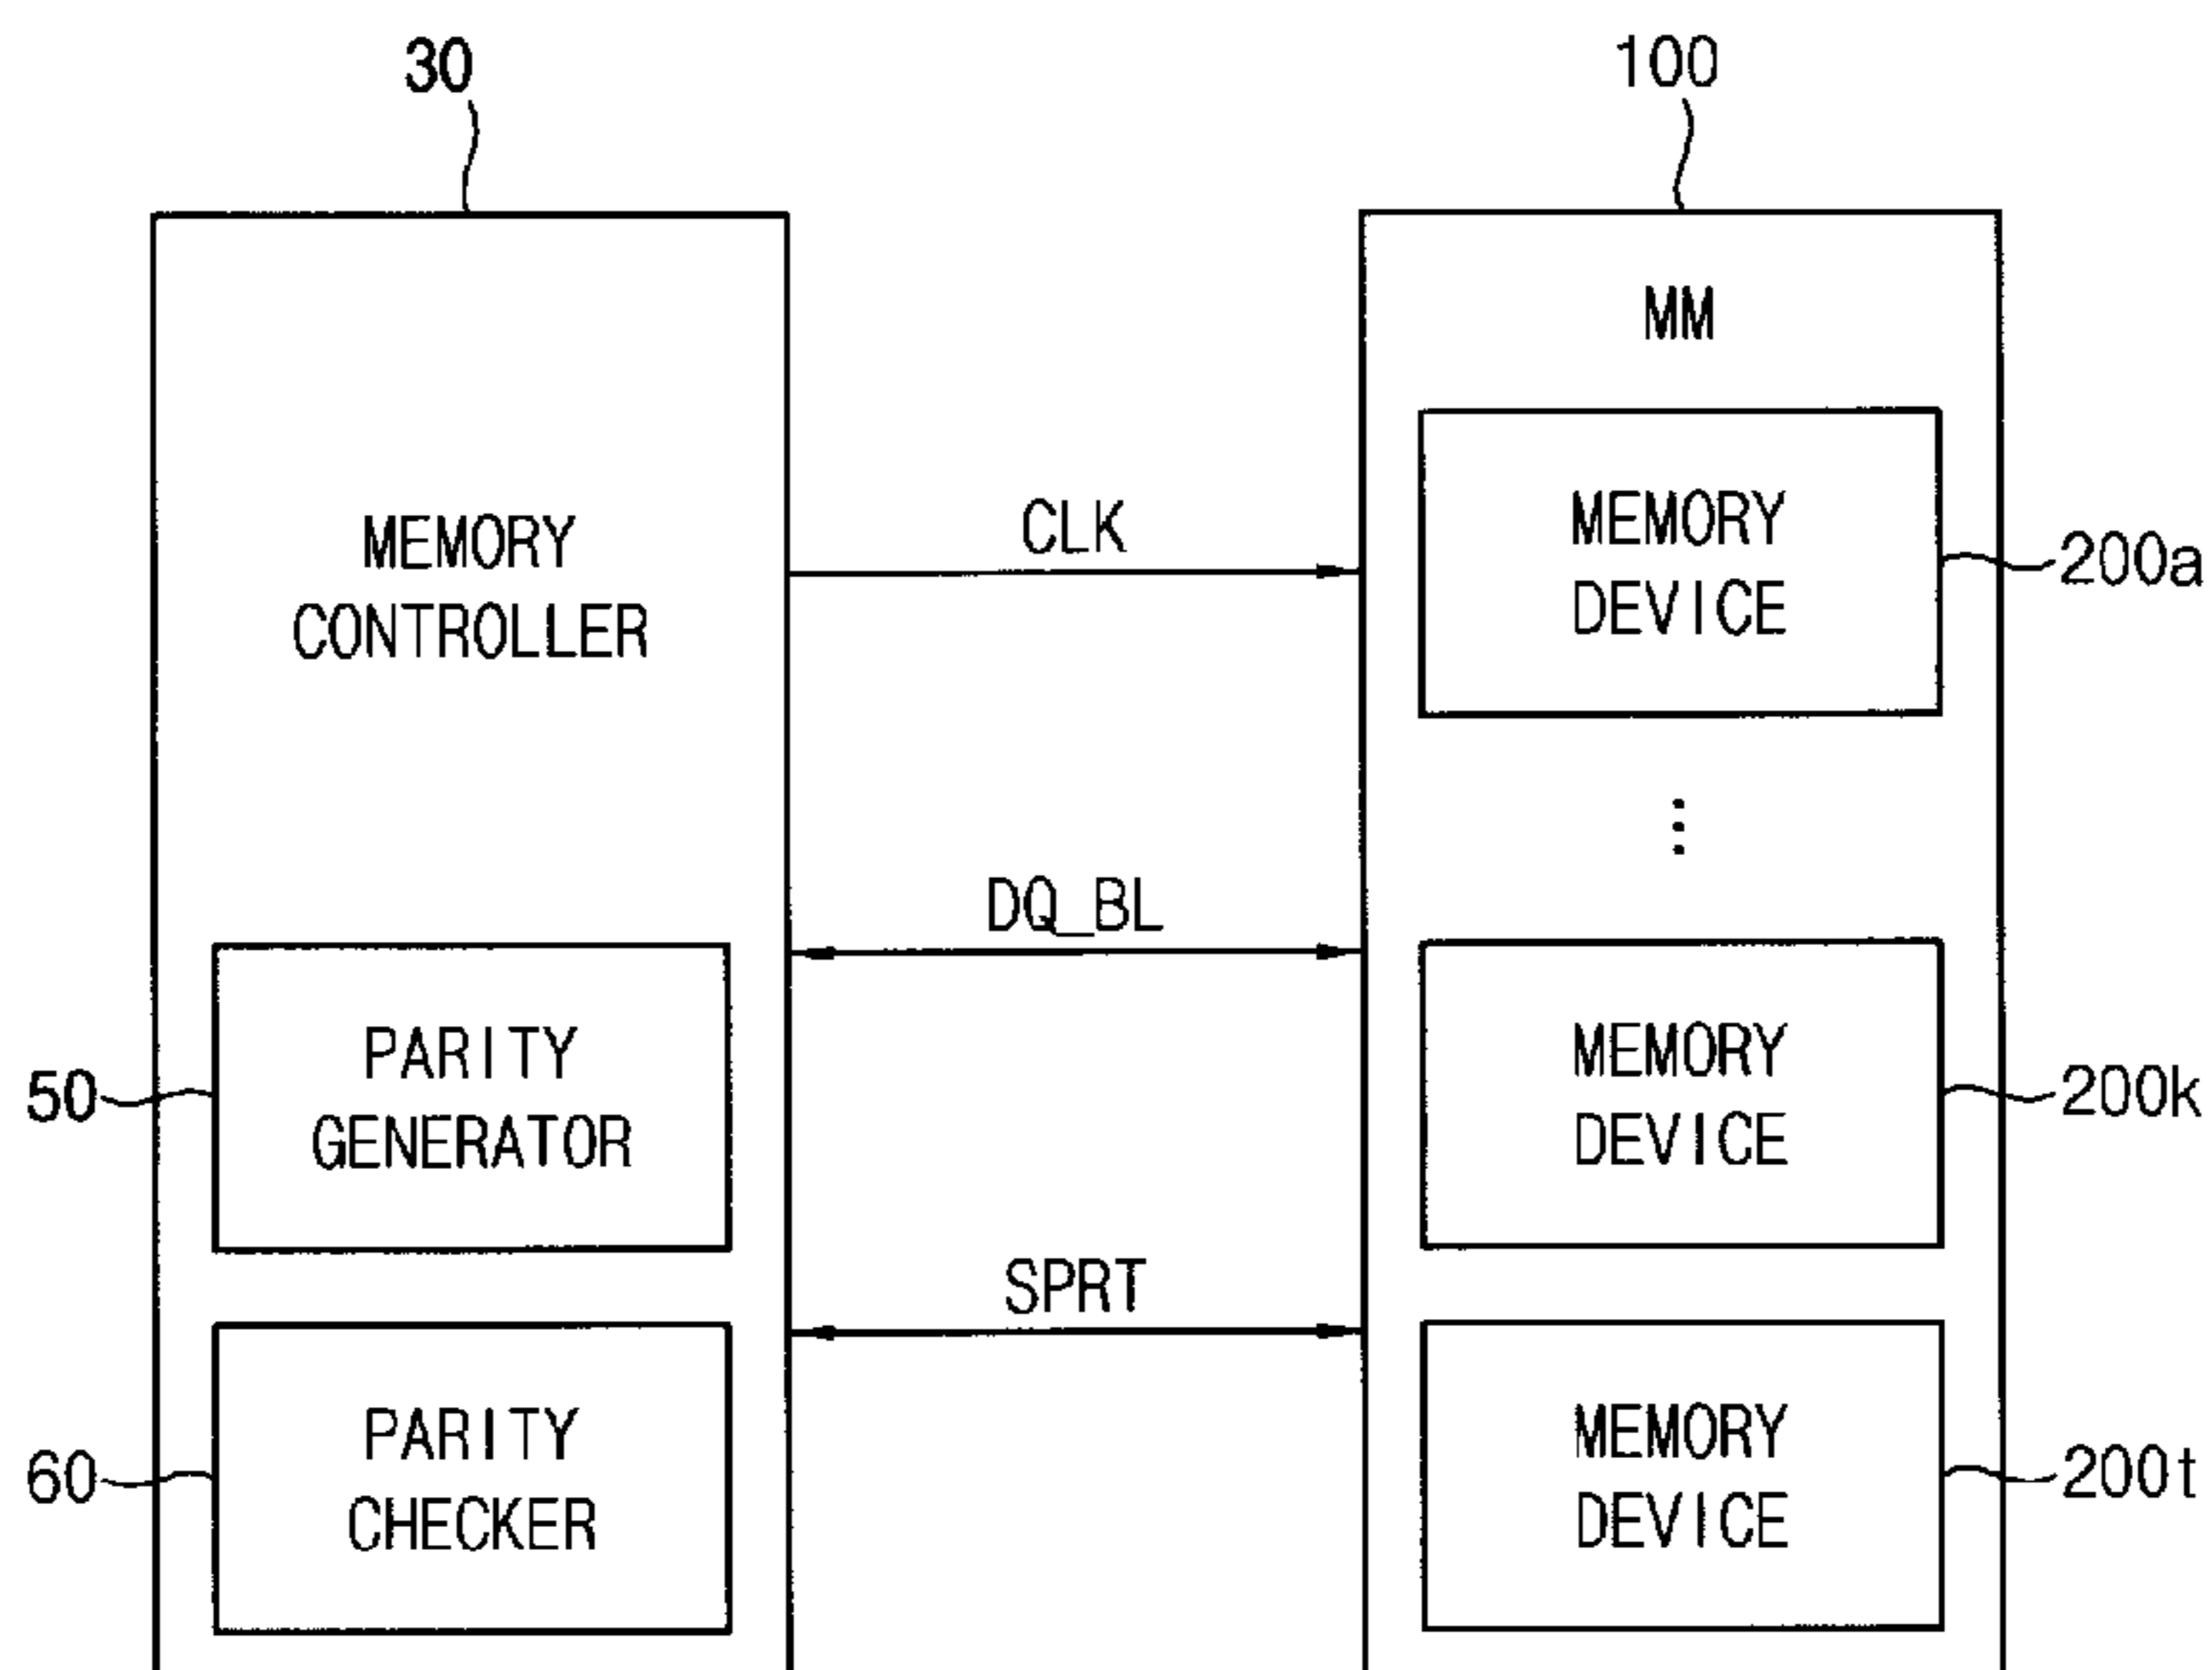 30
100
MM
MEMORY
CONTROLLER
CLK
MEMORY
DEVICE
200a
DQ_BL
PARITY
GENERATOR
50
MEMORY
DEVICE
200k
SPRT
PARITY
CHECKER
60
MEMORY
DEVICE
200t